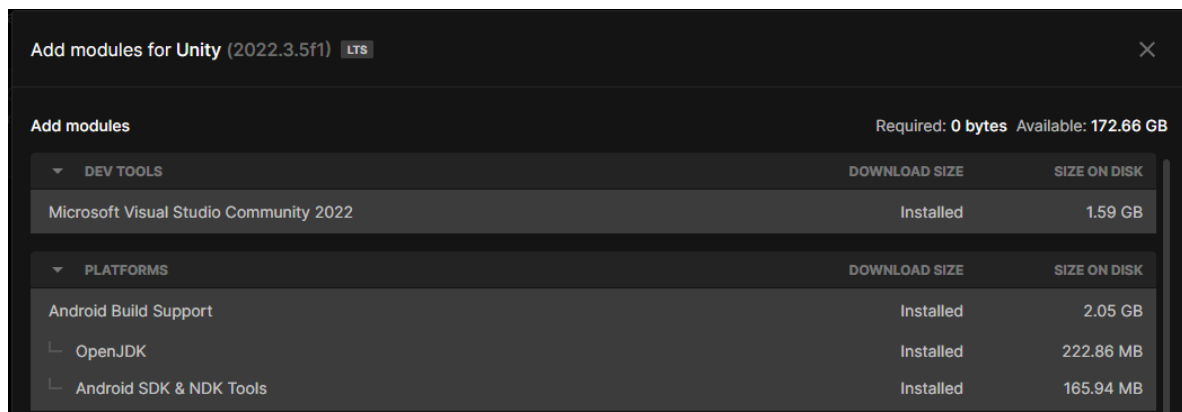 Add modules for Unity (2022.3.5f1) LTS
Add modules Required: 0 bytes Available: 172.66 GB
DEV TOOLS DOWNLOAD SIZE SIZE ON DISK
Microsoft Visual Studio Community 2022 Installed 1.59 GB
PLATFORMS DOWNLOAD SIZE SIZE ON DISK
Android Build Support Installed 2.05 GB
OpenJDK Installed 222.86 MB
Android SDK & NDK Tools Installed 165.94 MB